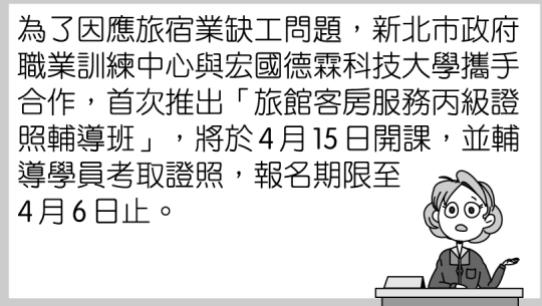 為了因應旅宿業缺工問題，新北市政府
職業訓練中心與宏國德霖科技大學攜手
合作，首次推出「旅館客房服務丙級證
照輔導班」，將於4月15日開課，並輔
導學員考取證照，報名期限至
4月6日止。